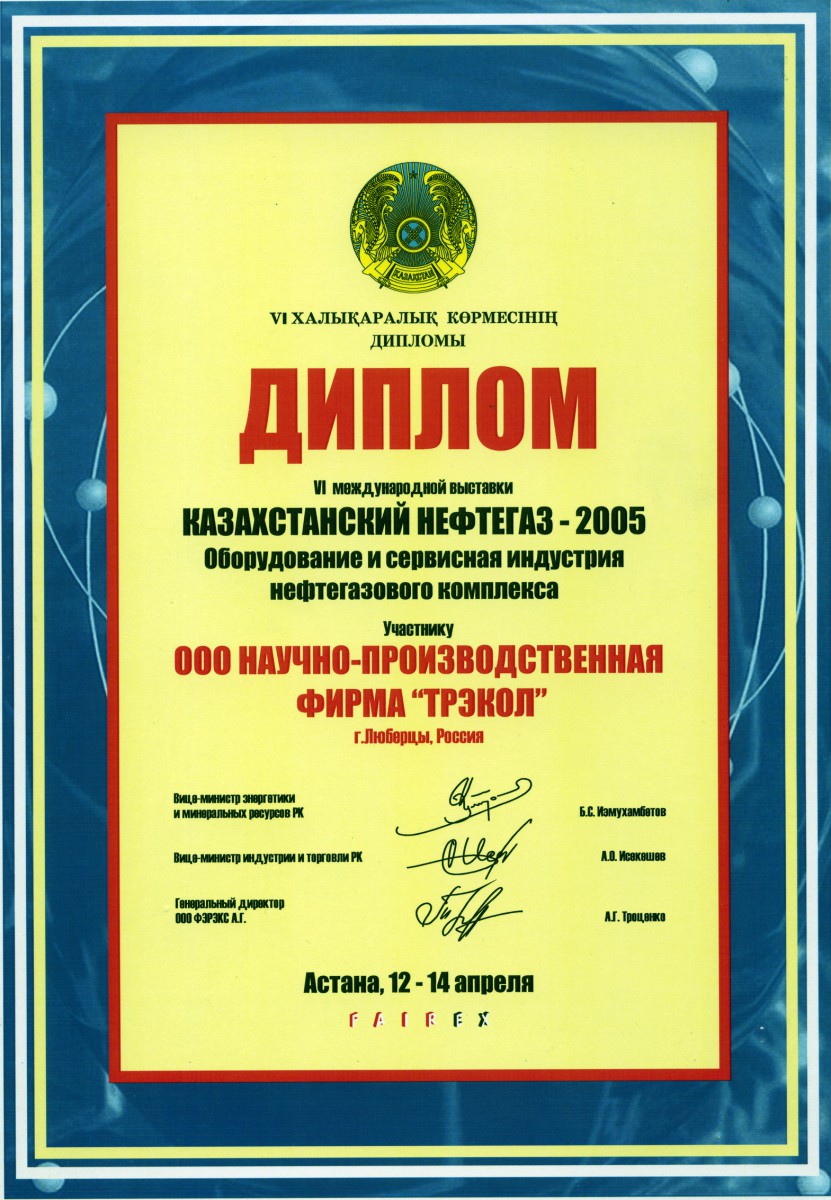 ҚАЗАҚСТАН
VI ХАЛЫҚАРАЛЫҚ КӨРМЕСІНІҢ
ДИПЛОМЫ
ДИПЛОМ
VI международной выставки
КАЗАХСТАНСКИЙ НЕФТЕГАЗ - 2005
Оборудование и сервисная индустрия
нефтегазового комплекса
Участнику
ООО НАУЧНО-ПРОИЗВОДСТВЕННАЯ
ФИРМА “ТРЭКОЛ”
г.Люберцы, Россия
Вице-министр энергетики
и минеральных ресурсов РК
Б.С. Измухамбетов
Вице-министр индустрии и торговли РК
А.О. Исекешев
Генеральный директор
ООО ФЭРЭКС А.Г.
А.Г. Троценко
Астана, 12 - 14 апреля
FAIREX